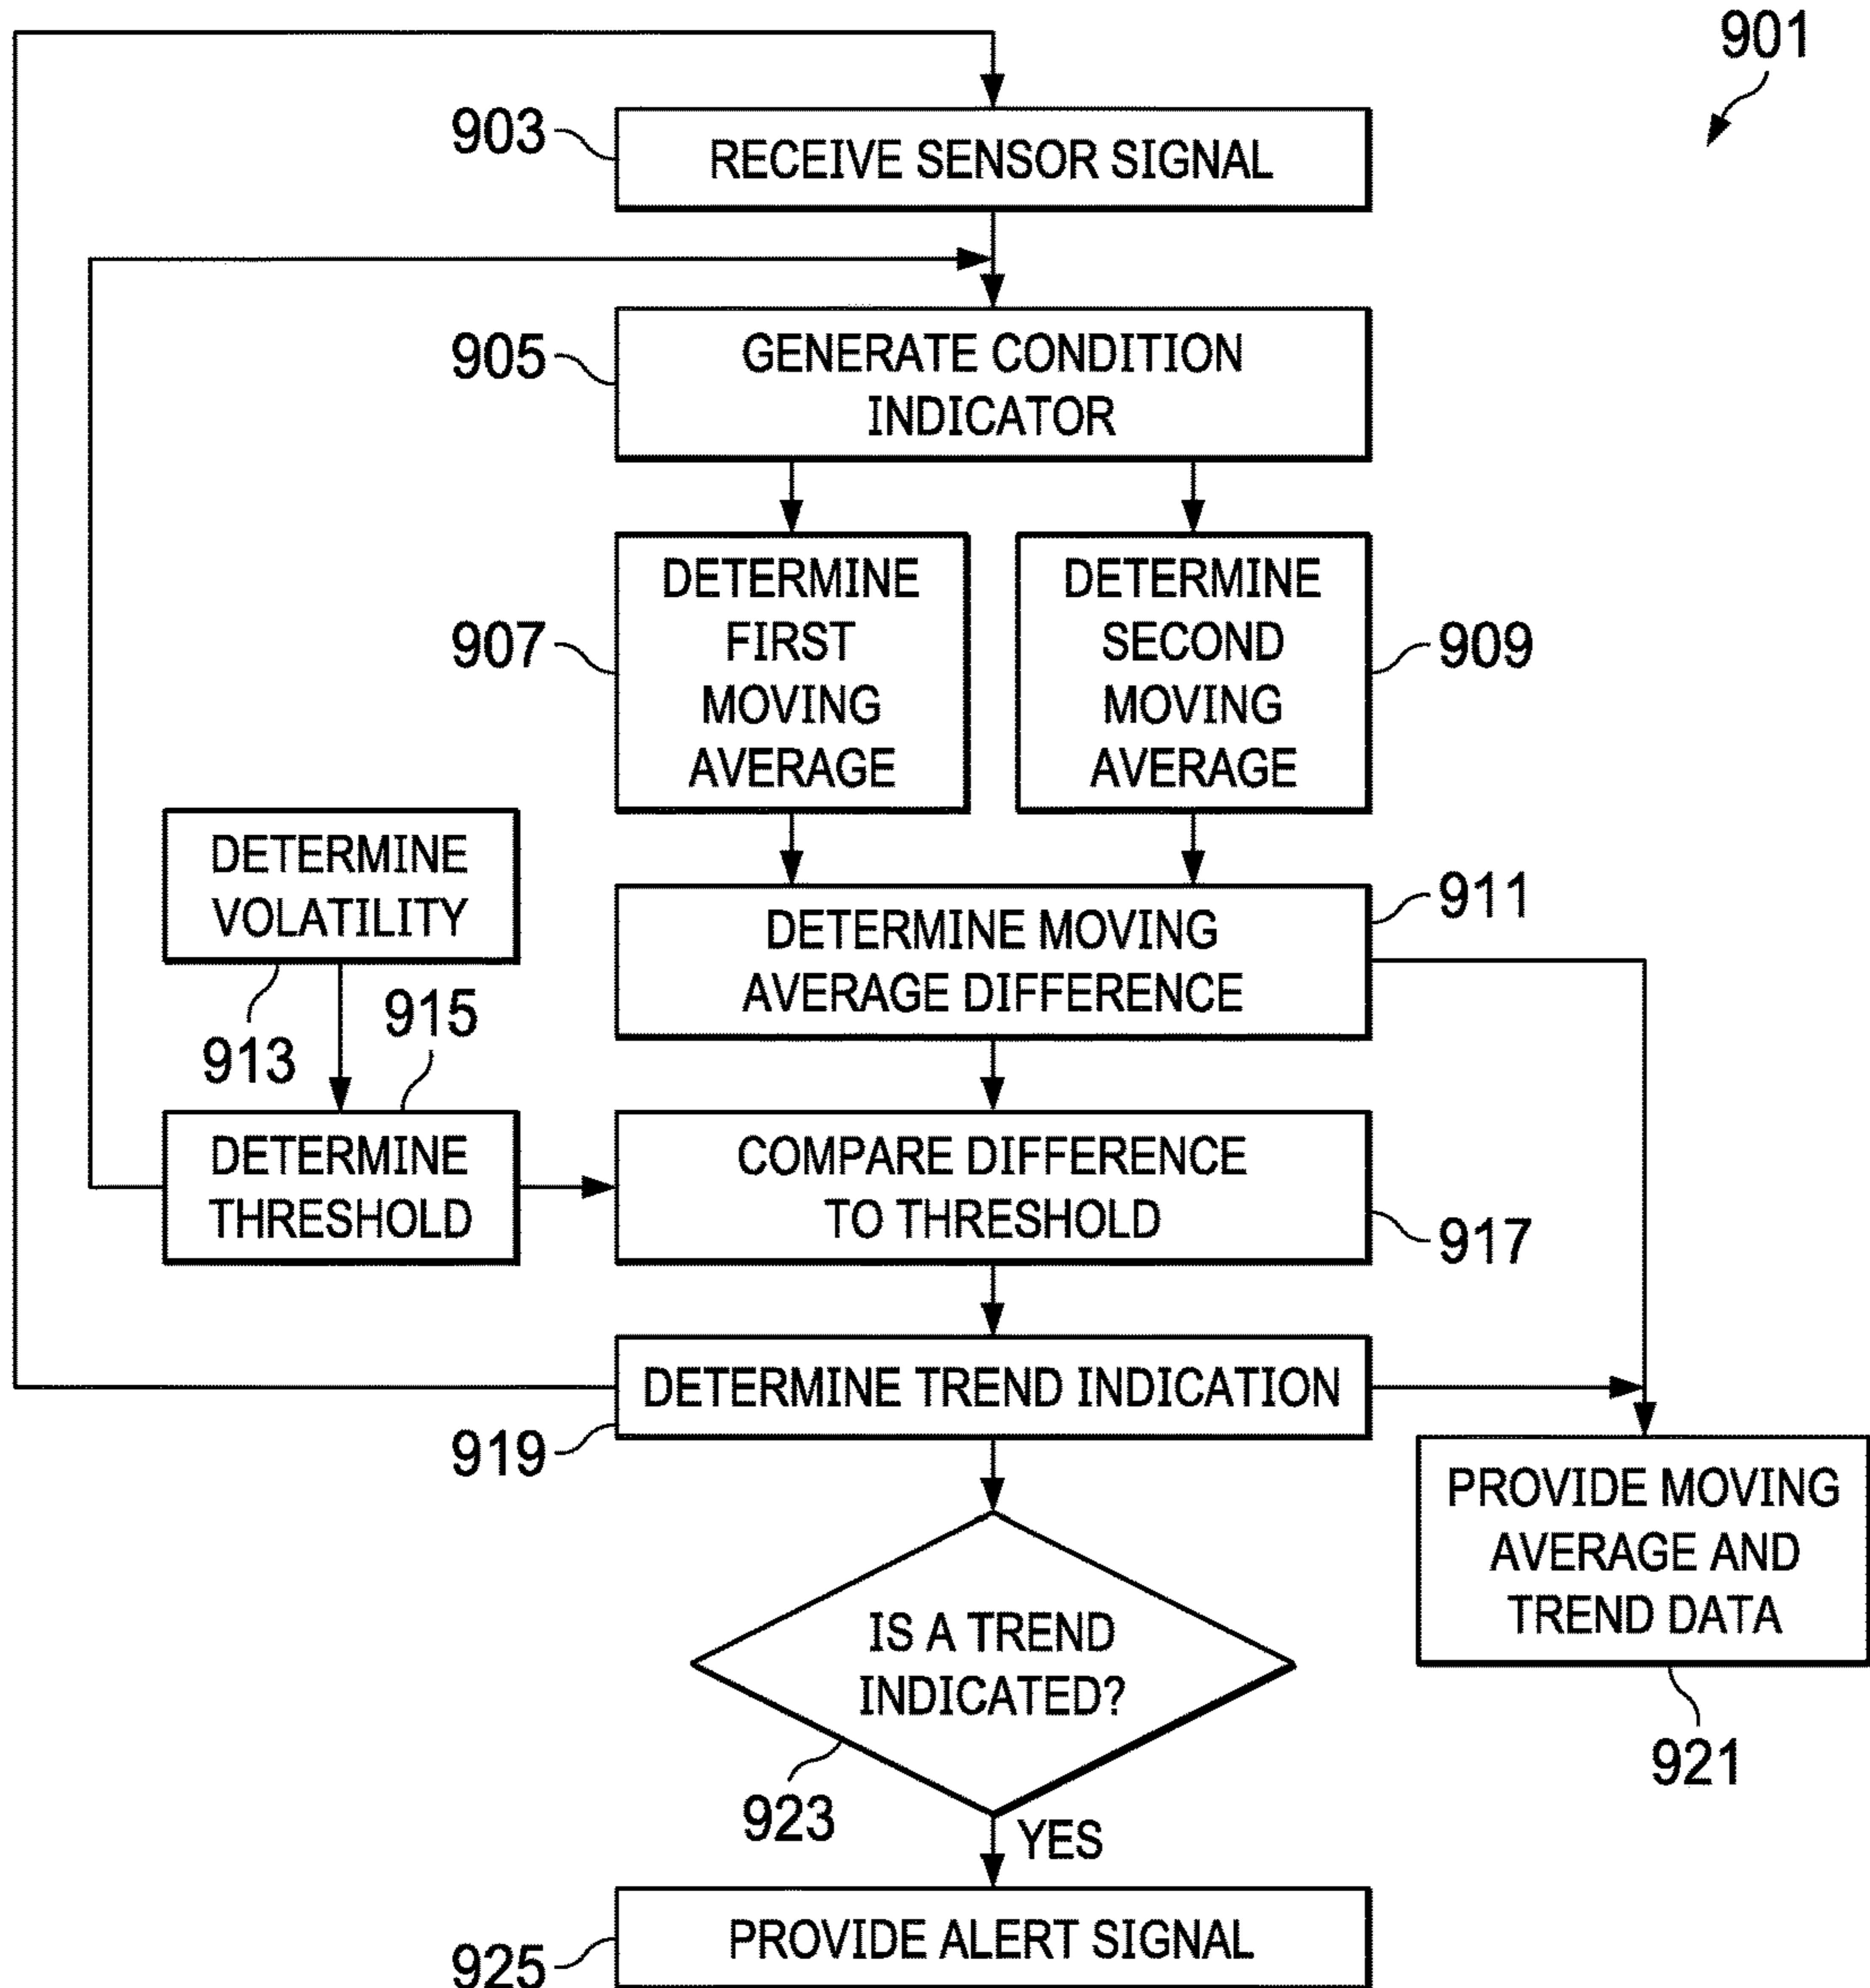 901
903
RECEIVE SENSOR SIGNAL
905
GENERATE CONDITION
INDICATOR
907
DETERMINE
FIRST
MOVING
AVERAGE
DETERMINE
SECOND
MOVING
AVERAGE
909
DETERMINE
VOLATILITY
913
911
DETERMINE MOVING
AVERAGE DIFFERENCE
915
DETERMINE
THRESHOLD
COMPARE DIFFERENCE
TO THRESHOLD
917
DETERMINE TREND INDICATION
919
PROVIDE MOVING
AVERAGE AND
TREND DATA
921
IS A TREND
INDICATED?
923
YES
PROVIDE ALERT SIGNAL
925